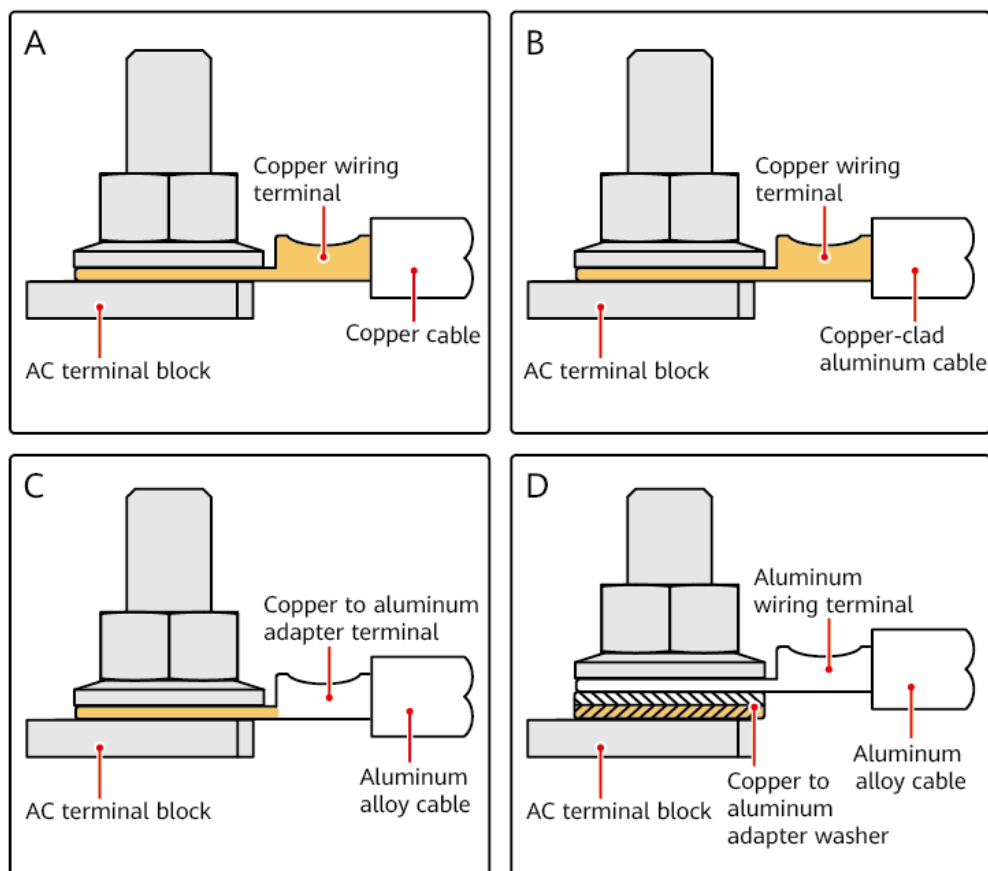 A
Copper wiring
terminal
Copper cable
AC terminal block
B
Copper wiring
terminal
Copper-clad
aluminum cable
AC terminal block
C
Copper to aluminum
adapter terminal
Aluminum
alloy cable
AC terminal block
D
Aluminum
wiring terminal
Aluminum
alloy cable
Copper to
aluminum
adapter washer
AC terminal block